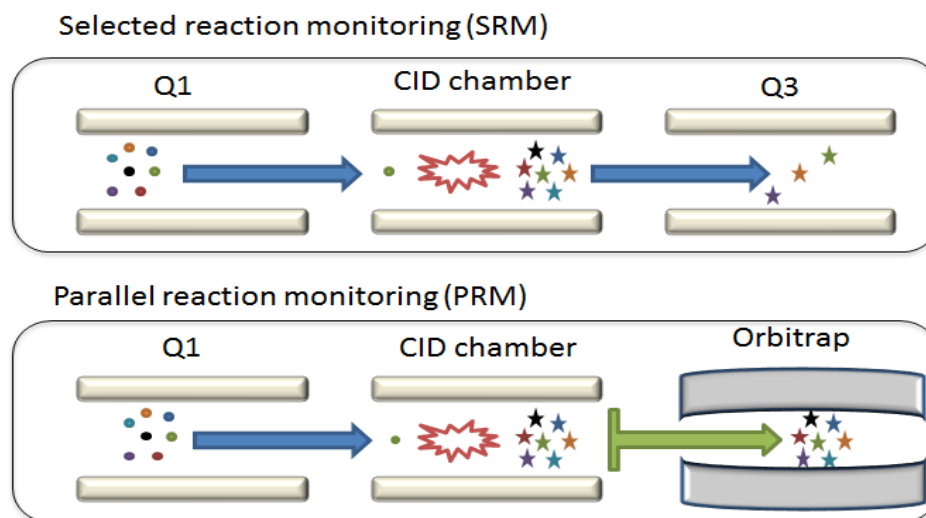 Selected reaction monitoring (SRM)
Q1
CID chamber
Q3
Parallel reaction monitoring (PRM)
Q1
CID chamber
Orbitrap